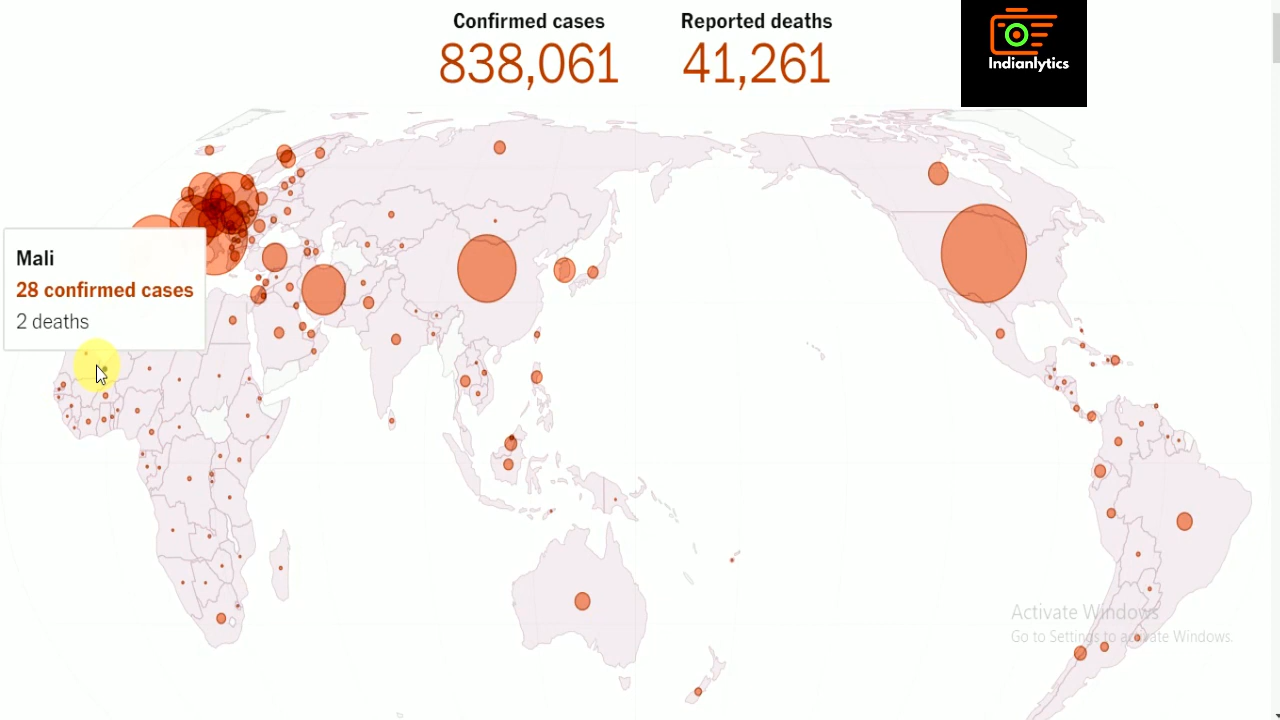 Confirmed cases
Reported deaths
838,061
41,261
Indianlytics
Mali
28 confirmed cases
2 deaths
Activate Windows
Go to Settings to activate Windows.